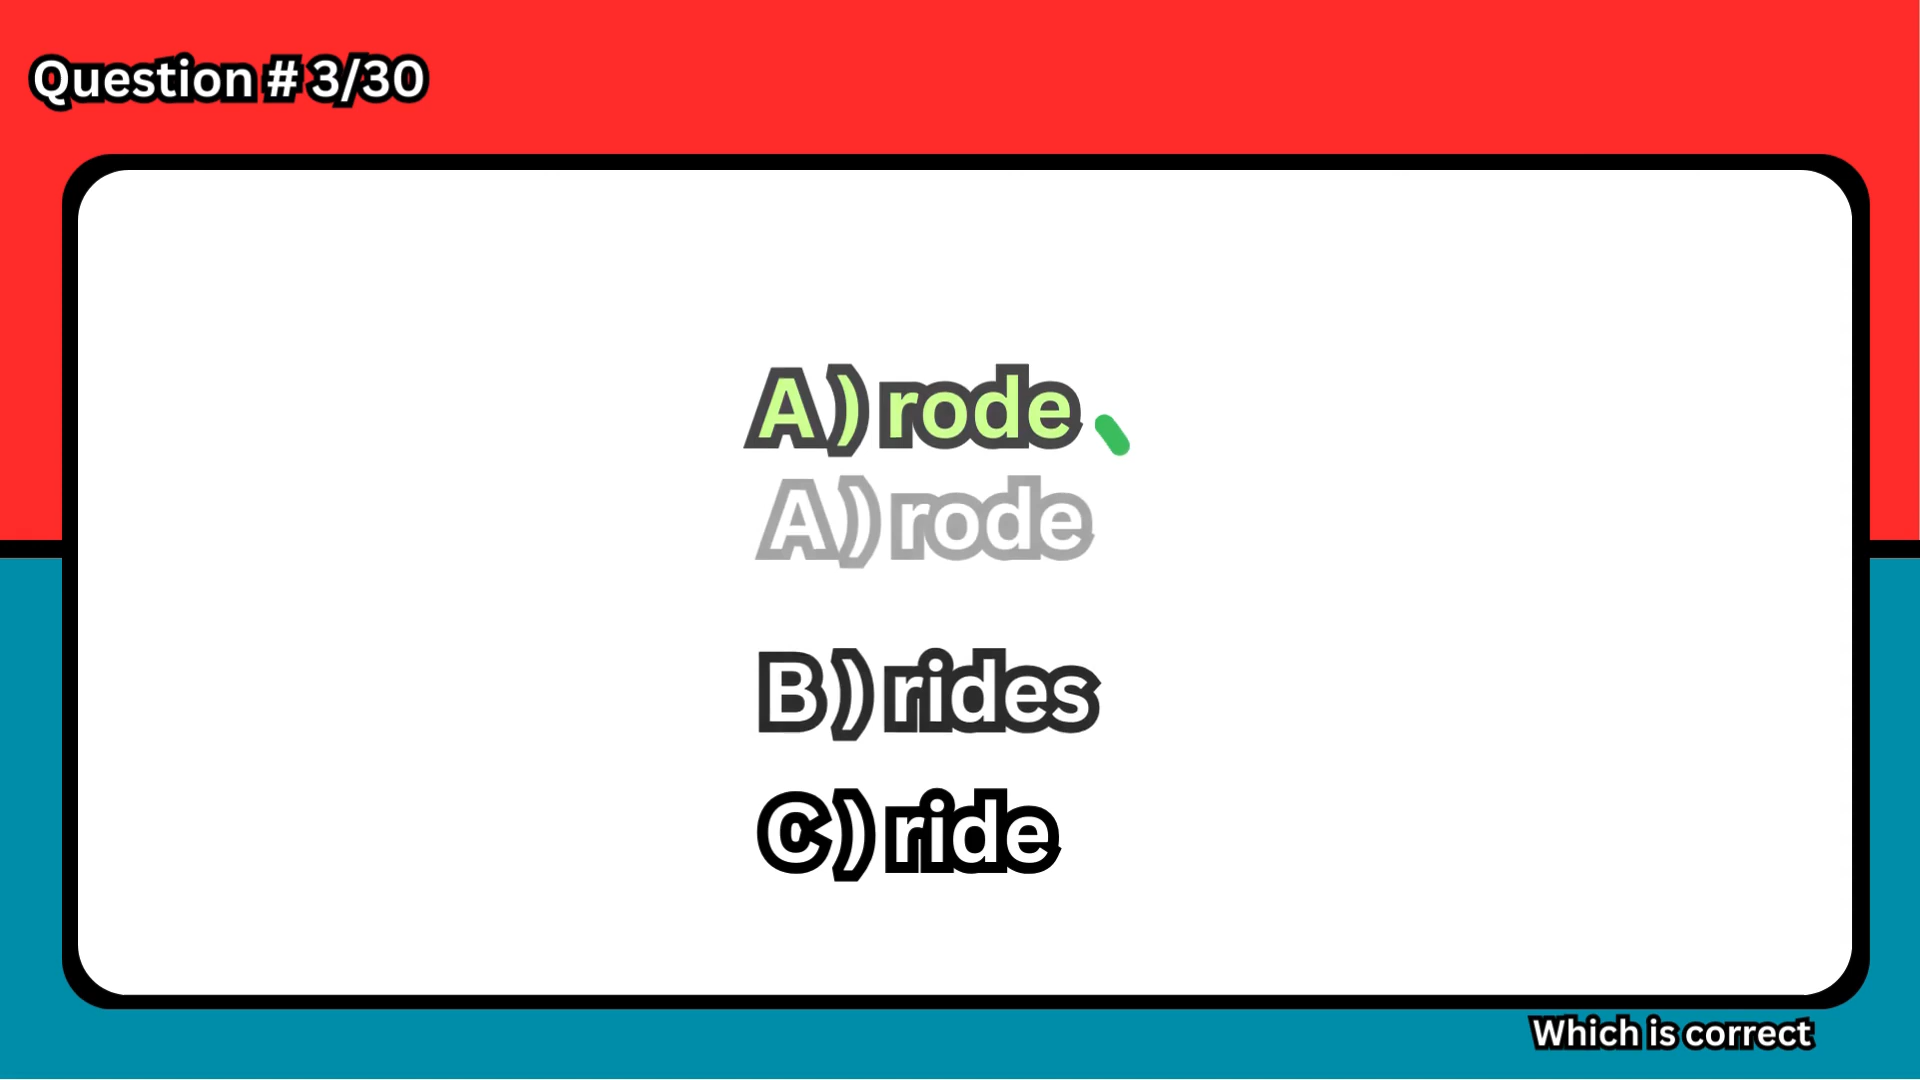 Question # 3/30
A) rode
A) rode
B) rides
C) ride
Which is correct